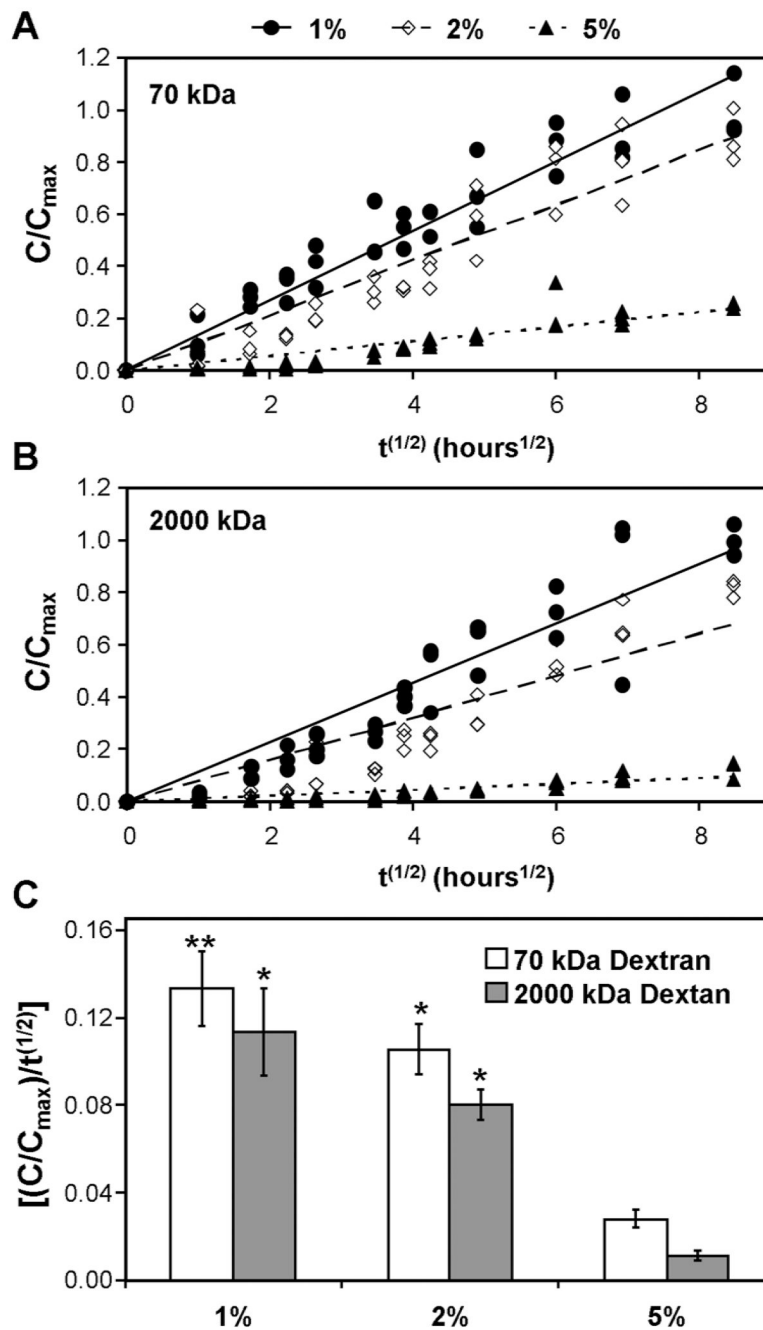 A
1% 2% 5%
1.2
1.0
0.8
0.6
0.4
0.2
0.0
70 kDa
C/Cmax
0 2 4 6 8
t(1/2) (hours1/2)
B
1.2
1.0
0.8
0.6
0.4
0.2
0.0
2000 kDa
C/Cmax
0 2 4 6 8
t(1/2) (hours1/2)
C
0.16
0.12
0.08
0.04
0.00
[(C/Cmax)/t(1/2)]
** * * *
70 kDa Dextran
2000 kDa Dextan
1% 2% 5%